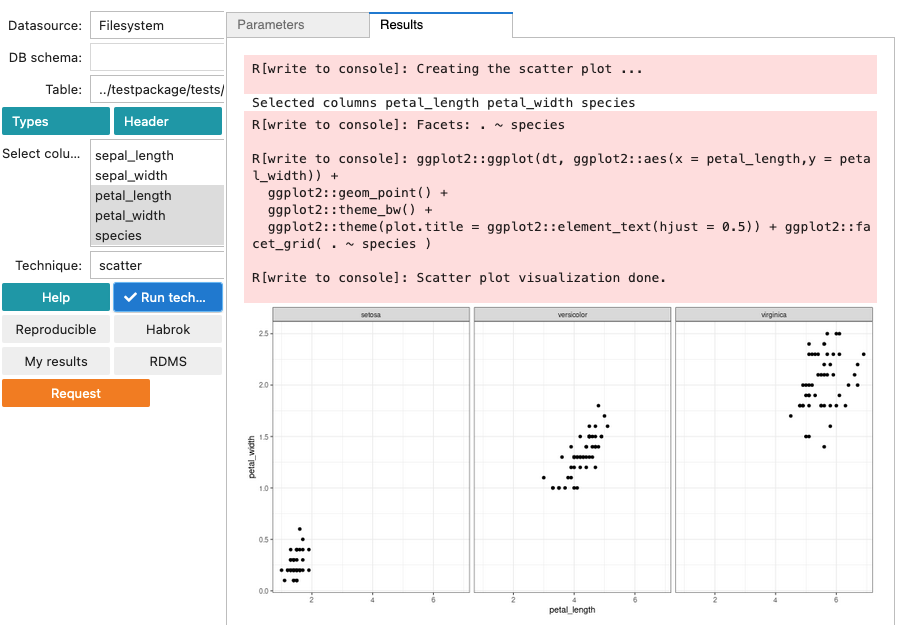 Datasource:
Filesystem
DB schema:
Table:
../testpackage/tests/
Types
Header
Select colu...
sepal_length
sepal_width
petal_length
petal_width
species
Technique:
scatter
Help
Run tech...
Reproducible
Habrok
My results
RDMS
Request
Parameters
Results
R[write to console]: Creating the scatter plot ...
Selected columns petal_length petal_width species
R[write to console]: Facets: . ~ species
R[write to console]: ggplot2::ggplot(dt, ggplot2::aes(x = petal_length,y = peta
l_width)) +
ggplot2::geom_point() +
ggplot2::theme_bw() +
ggplot2::theme(plot.title = ggplot2::element_text(hjust = 0.5)) + ggplot2::fa
cet_grid( . ~ species )
R[write to console]: Scatter plot visualization done.
setosa
versicolor
virginica
2.5
2.0
1.5
1.0
0.5
0.0
petal_width
2 4 6 2 4 6 2 4 6
petal_length